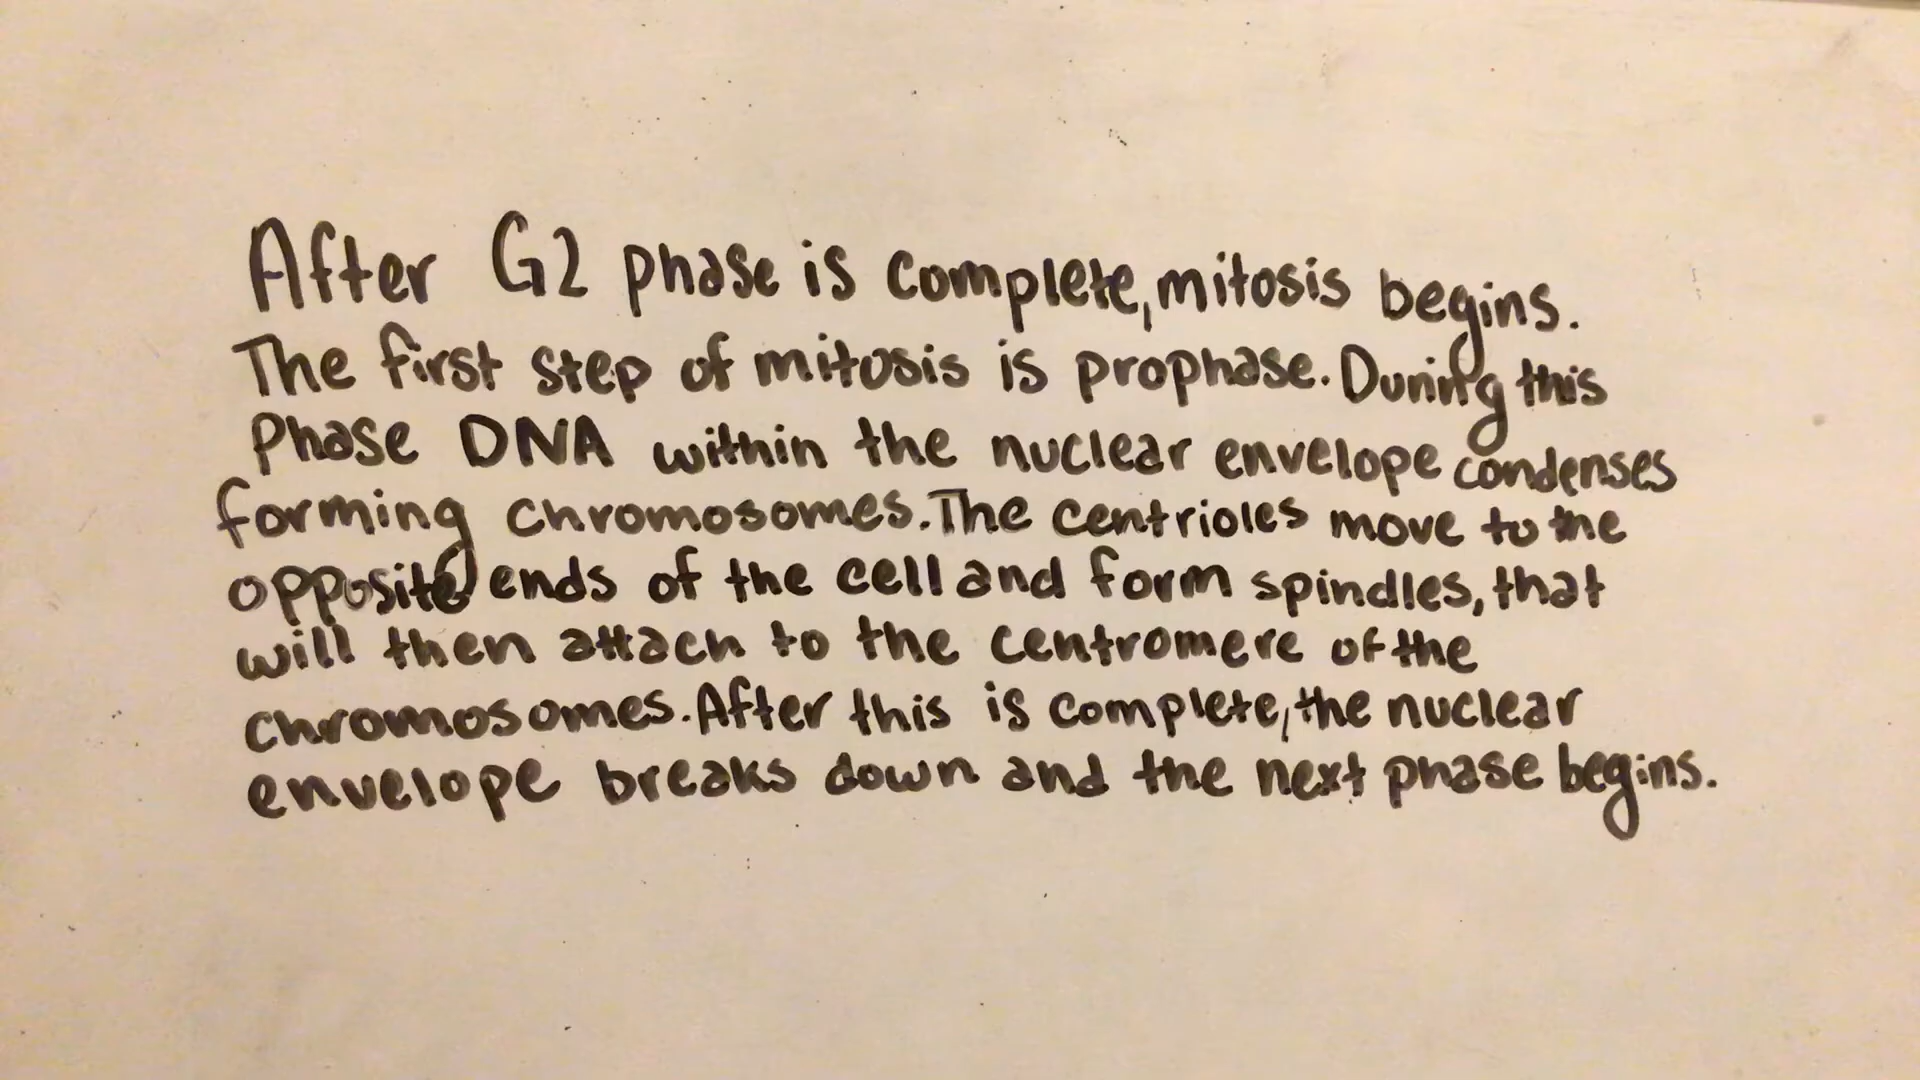 After G2 phase is complete, mitosis begins.
The first step of mitosis is prophase. During this
Phase DNA within the nuclear envelope condenses
forming chromosomes. The centrioles move to the
opposite ends of the cell and form spindles, that
will then attach to the centromere of the
chromosomes. After this is complete, the nuclear
envelope breaks down and the next phase begins.